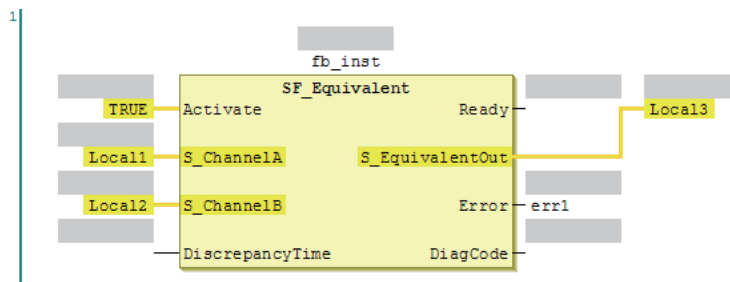 1
fb_inst
SF_Equivalent
TRUE Activate Ready Local3
Local1 S_ChannelA S_EquivalentOut
Local2 S_ChannelB Error err1
DiscrepancyTime DiagCode